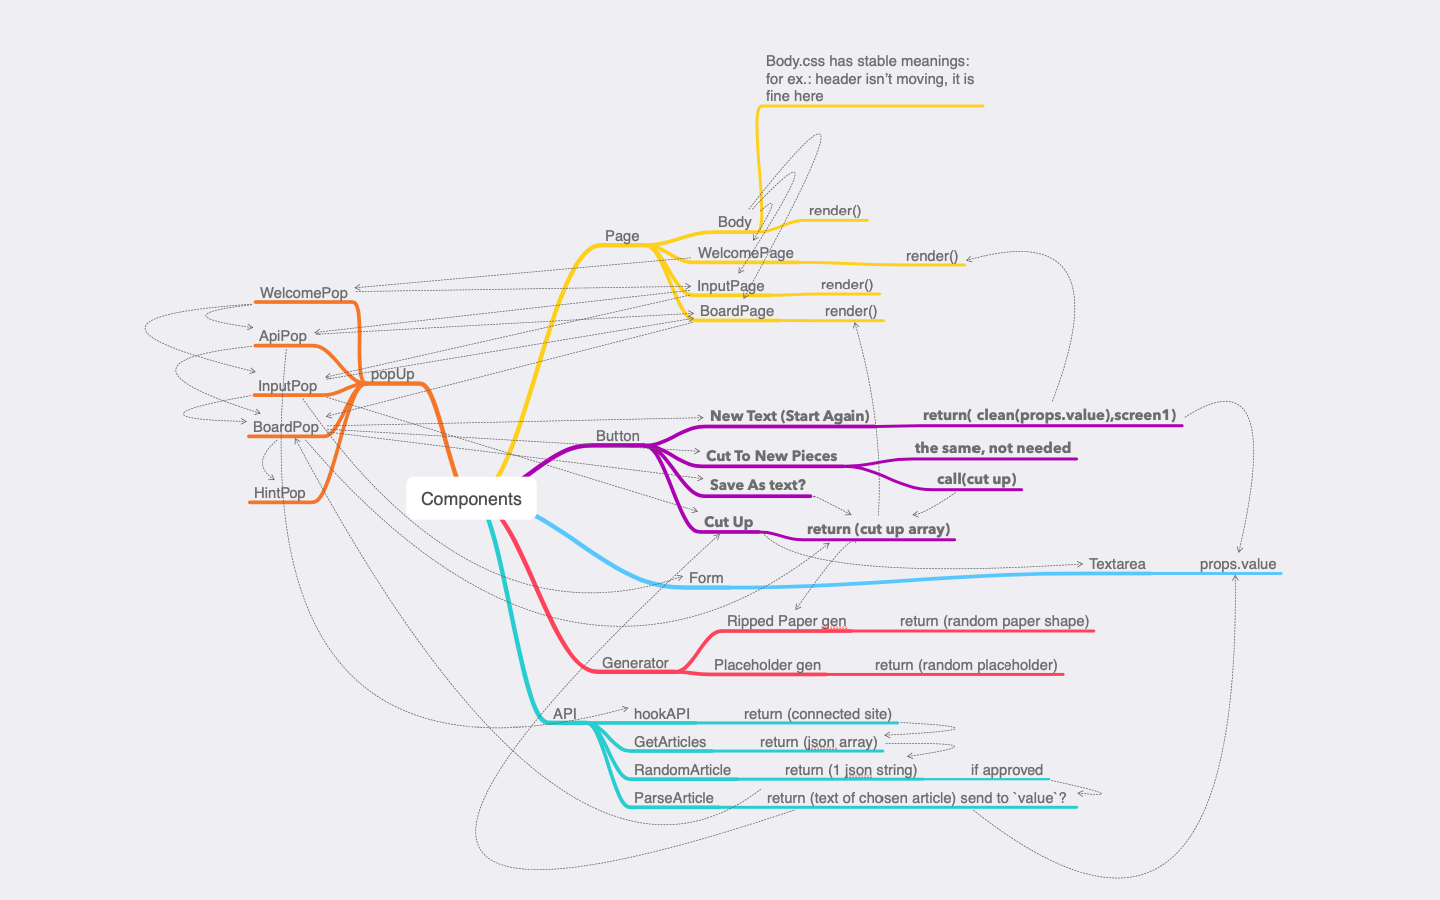 Body.css has stable meanings:
for ex.: header isn't moving, it is
fine here
Body
render()
Page
WelcomePage
render()
InputPage
render()
BoardPage
render()
WelcomePop
ApiPop
InputPop
BoardPop
HintPop
popUp
Components
Button
New Text (Start Again)
return( clean(props.value),screen1)
Cut To New Pieces
the same, not needed
call(cut up)
Save As text?
Cut Up
return (cut up array)
Form
Textarea
props.value
Generator
Ripped Paper gen
return (random paper shape)
Placeholder gen
return (random placeholder)
API
hookAPI
return (connected site)
GetArticles
return (json array)
RandomArticle
return (1 json string)
if approved
ParseArticle
return (text of chosen article) send to `value`?